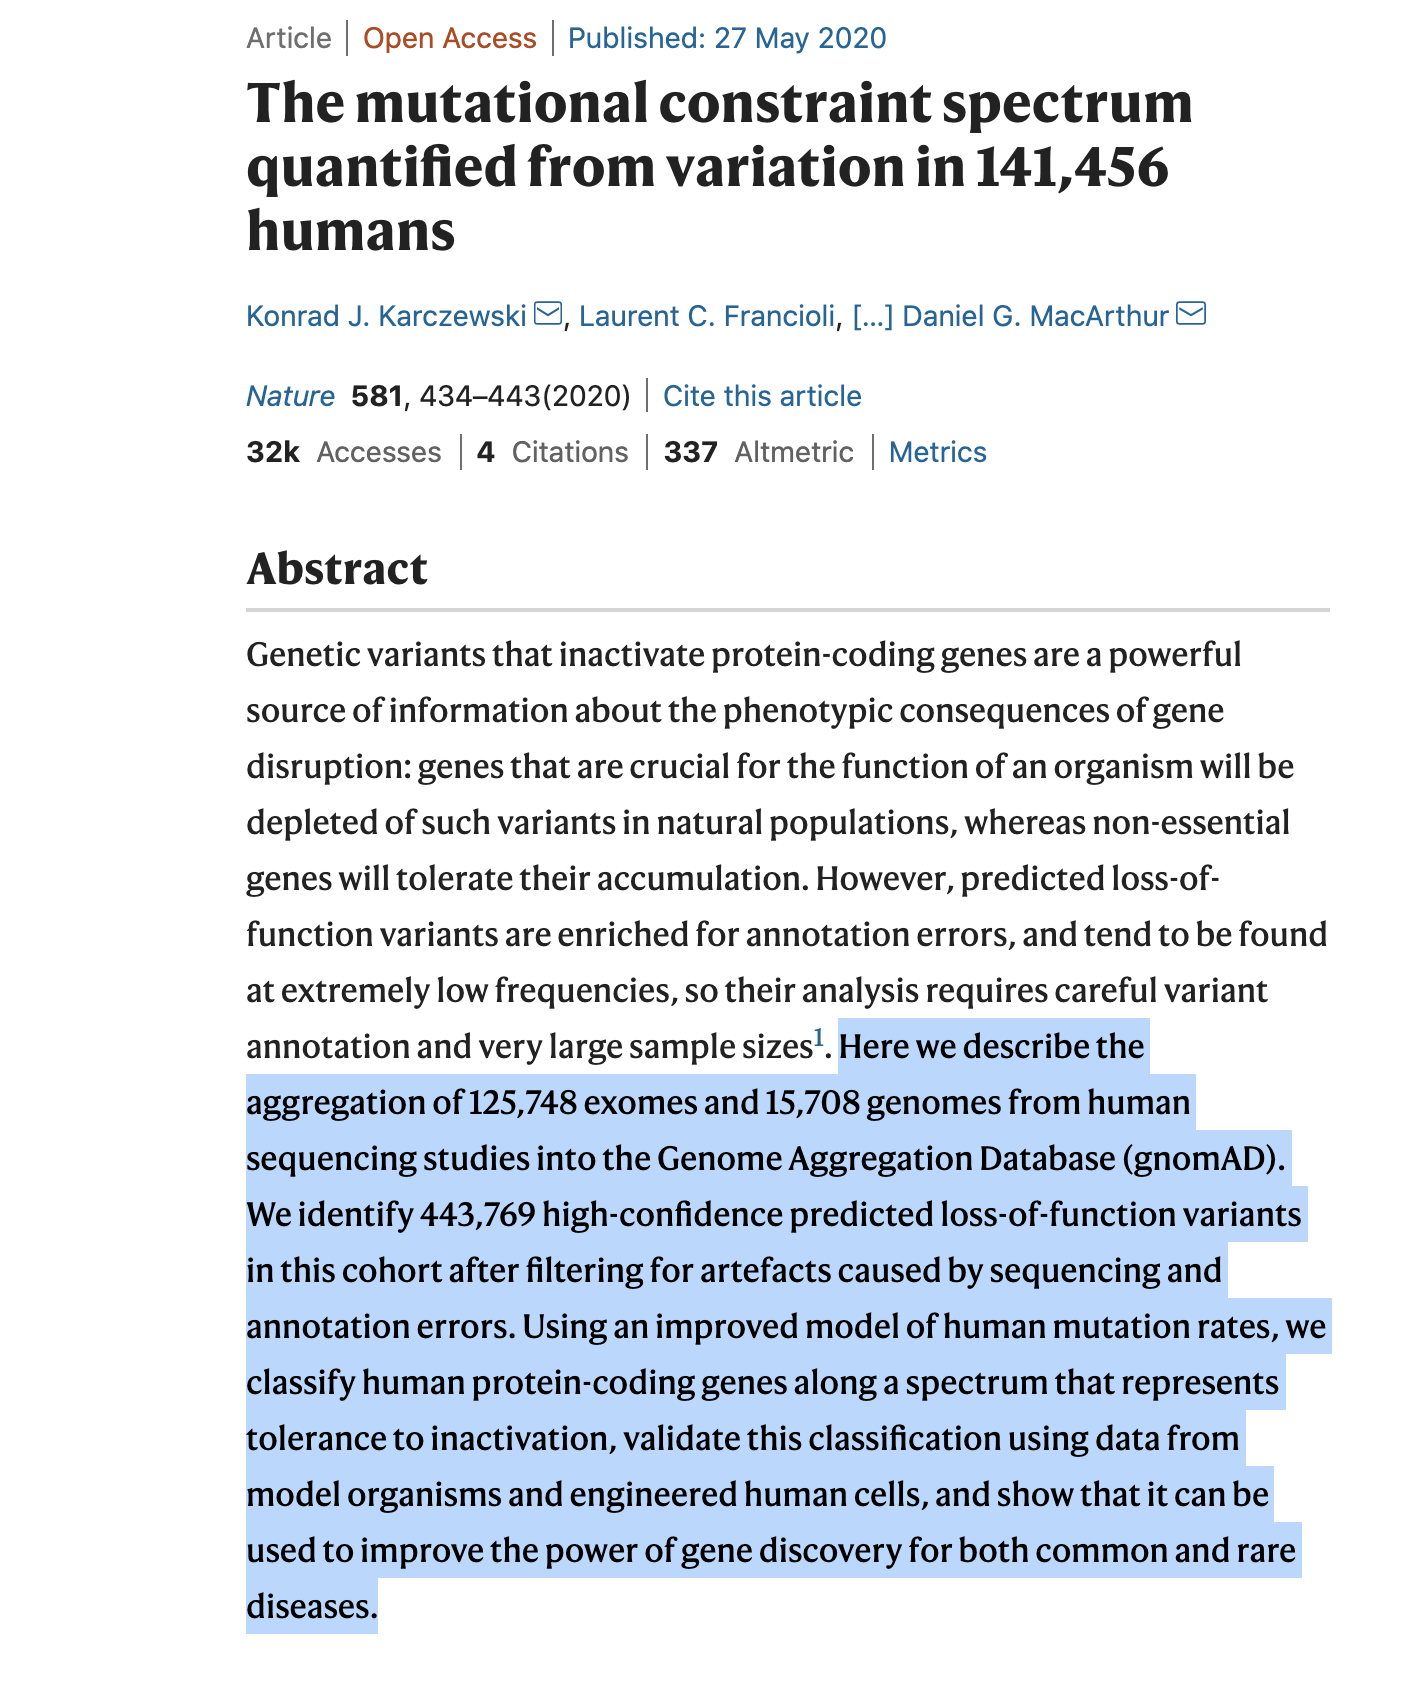 Article | Open Access | Published: 27 May 2020
The mutational constraint spectrum
quantified from variation in 141,456
humans
Konrad J. Karczewski, Laurent C. Francioli, [...] Daniel G. MacArthur
Nature 581, 434–443(2020) | Cite this article
32k Accesses | 4 Citations | 337 Altmetric | Metrics
Abstract
Genetic variants that inactivate protein-coding genes are a powerful
source of information about the phenotypic consequences of gene
disruption: genes that are crucial for the function of an organism will be
depleted of such variants in natural populations, whereas non-essential
genes will tolerate their accumulation. However, predicted loss-of-
function variants are enriched for annotation errors, and tend to be found
at extremely low frequencies, so their analysis requires careful variant
annotation and very large sample sizes1. Here we describe the
aggregation of 125,748 exomes and 15,708 genomes from human
sequencing studies into the Genome Aggregation Database (gnomAD).
We identify 443,769 high-confidence predicted loss-of-function variants
in this cohort after filtering for artefacts caused by sequencing and
annotation errors. Using an improved model of human mutation rates, we
classify human protein-coding genes along a spectrum that represents
tolerance to inactivation, validate this classification using data from
model organisms and engineered human cells, and show that it can be
used to improve the power of gene discovery for both common and rare
diseases.